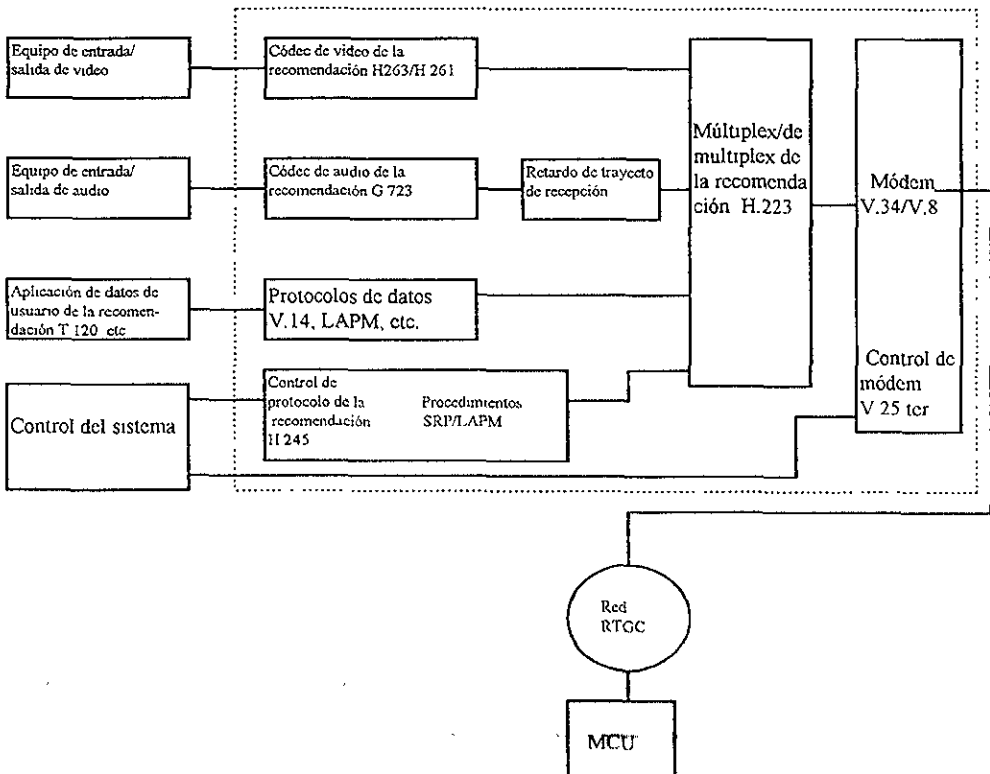 Equipo de entrada/
salida de video
Códec de video de la
recomendación H263/H 261
Equipo de entrada/
salida de audio
Códec de audio de la
recomendación G 723
Retardo de trayecto
de recepción
Múltiplex/de
multiplex de
la recomenda
ción H.223
Módem
V.34/V.8
Aplicación de datos de
usuario de la recomen-
dación T 120 etc
Protocolos de datos
V.14, LAPM, etc.
Control del sistema
Control de
protocolo de la
recomendación
H 245
Procedimientos
SRP/LAPM
Control de
módem
V 25 ter
Red
RTGC
MCU